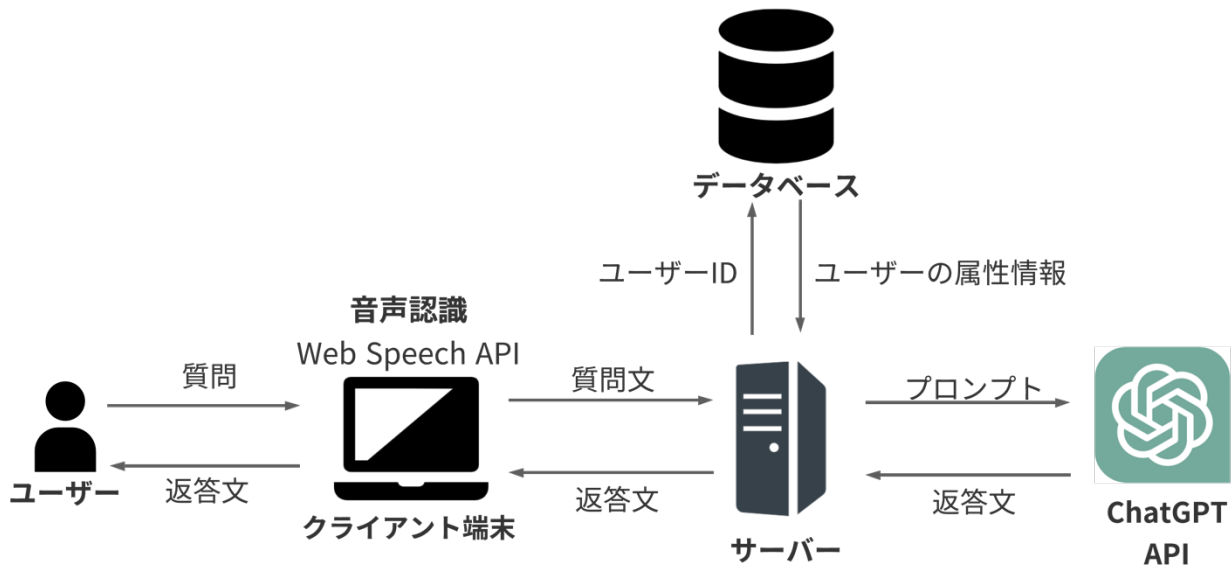 データベース
ユーザーID
ユーザーの属性情報
音声認識
Web Speech API
質問
質問文
プロンプト
返答文
返答文
返答文
ユーザー
クライアント端末
サーバー
ChatGPT
API